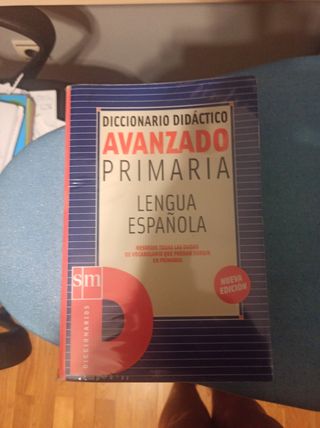 DICCIONARIO DIDÁCTICO
AVANZADO
PRIMARIA
LENGUA
ESPAÑOLA
RESUELVE TODAS LAS DUDAS
DE VOCABULARIO QUE PUEDAN SURGIR
EN PRIMARIA
NUEVA
EDICIÓN
sm
DICCIONARIOS